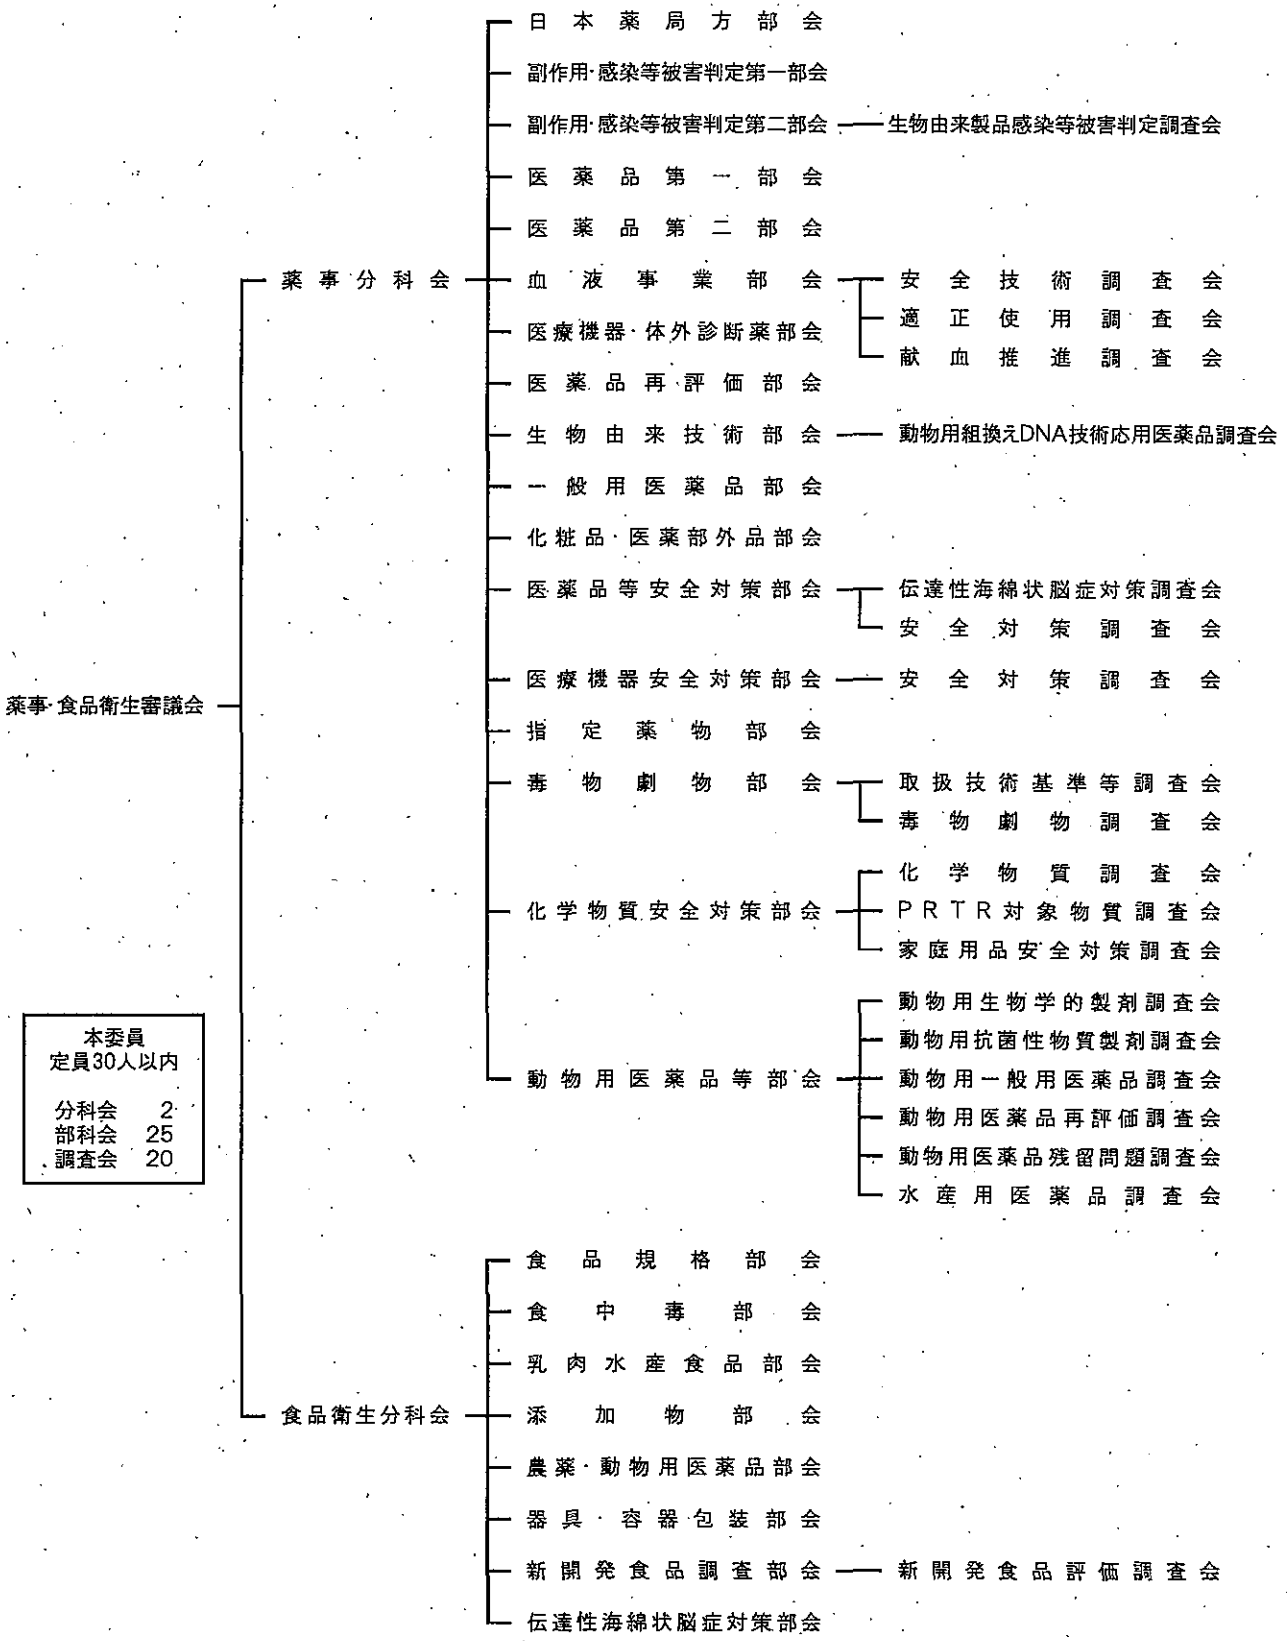 日本薬局方部会
副作用・感染等被害判定第一部会
副作用・感染等被害判定第二部会 生物由来製品感染等被害判定調査会
医薬品第一部会
医薬品第二部会
薬事分科会 血液事業部会 安全技術調査会
適正使用調査会
医療機器・体外診断薬部会
献血推進調査会
医薬品再評価部会
生物由来技術部会 動物用組換えDNA技術応用医薬品調査会
一般用医薬品部会
化粧品・医薬部外品部会
医薬品等安全対策部会 伝達性海綿状脳症対策調査会
安全対策調査会
医療機器安全対策部会 安全対策調査会
薬事・食品衛生審議会
指定薬物部会
毒物劇物部会 取扱技術基準等調査会
毒物劇物調査会
化学物質調査会
化学物質安全対策部会 PRTR対象物質調査会
家庭用品安全対策調査会
動物用生物学的製剤調査会
動物用抗菌性物質製剤調査会
動物用医薬品等部会 動物用一般用医薬品調査会
動物用医薬品再評価調査会
動物用医薬品残留問題調査会
水産用医薬品調査会
本委員
定員30人以内
分科会 2
部科会 25
調査会 20
食品規格部会
食中毒部会
乳肉水産食品部会
食品衛生分科会 添加物部会
農薬・動物用医薬品部会
器具・容器包装部会
新開発食品調査部会 新開発食品評価調査会
伝達性海綿状脳症対策部会